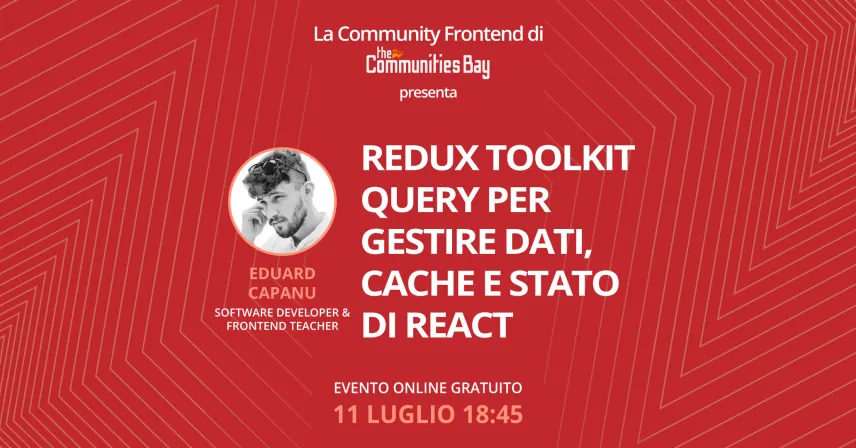 La Community Frontend di
the
Communities Bay
presenta
REDUX TOOLKIT
QUERY PER
GESTIRE DATI,
CACHE E STATO
DI REACT
EDUARD
CAPANU
SOFTWARE DEVELOPER &
FRONTEND TEACHER
EVENTO ONLINE GRATUITO
11 LUGLIO 18:45